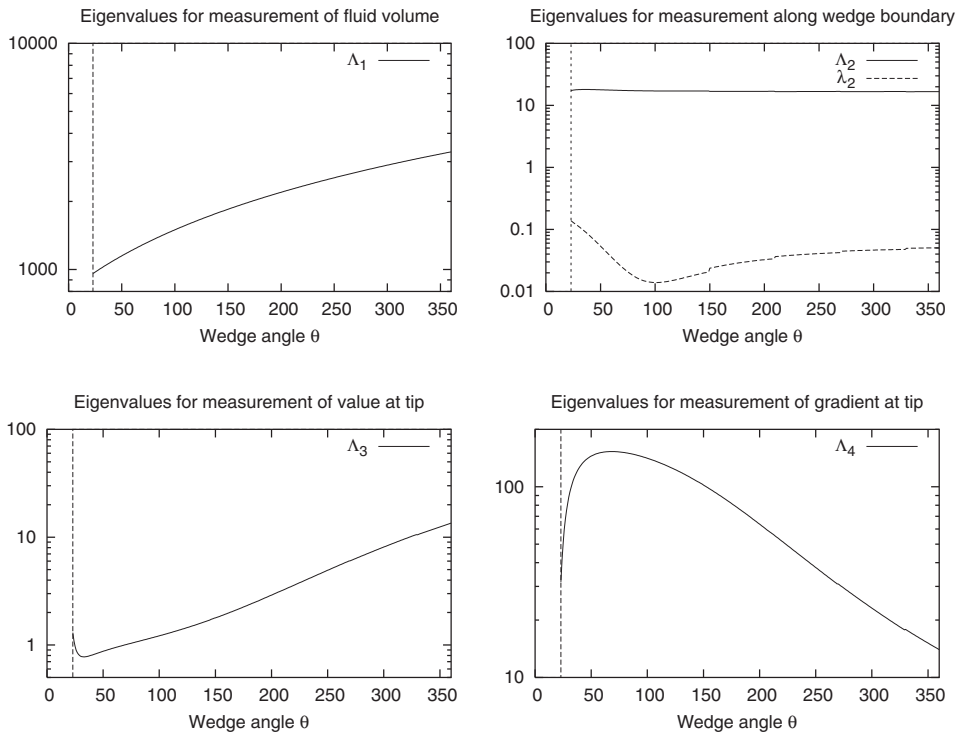 Eigenvalues for measurement of fluid volume
10000
1000
Λ1
0 50 100 150 200 250 300 350
Wedge angle θ
Eigenvalues for measurement along wedge boundary
100
10
1
0.1
0.01
Λ2
λ2
0 50 100 150 200 250 300 350
Wedge angle θ
Eigenvalues for measurement of value at tip
100
10
1
Λ3
0 50 100 150 200 250 300 350
Wedge angle θ
Eigenvalues for measurement of gradient at tip
100
10
Λ4
0 50 100 150 200 250 300 350
Wedge angle θ